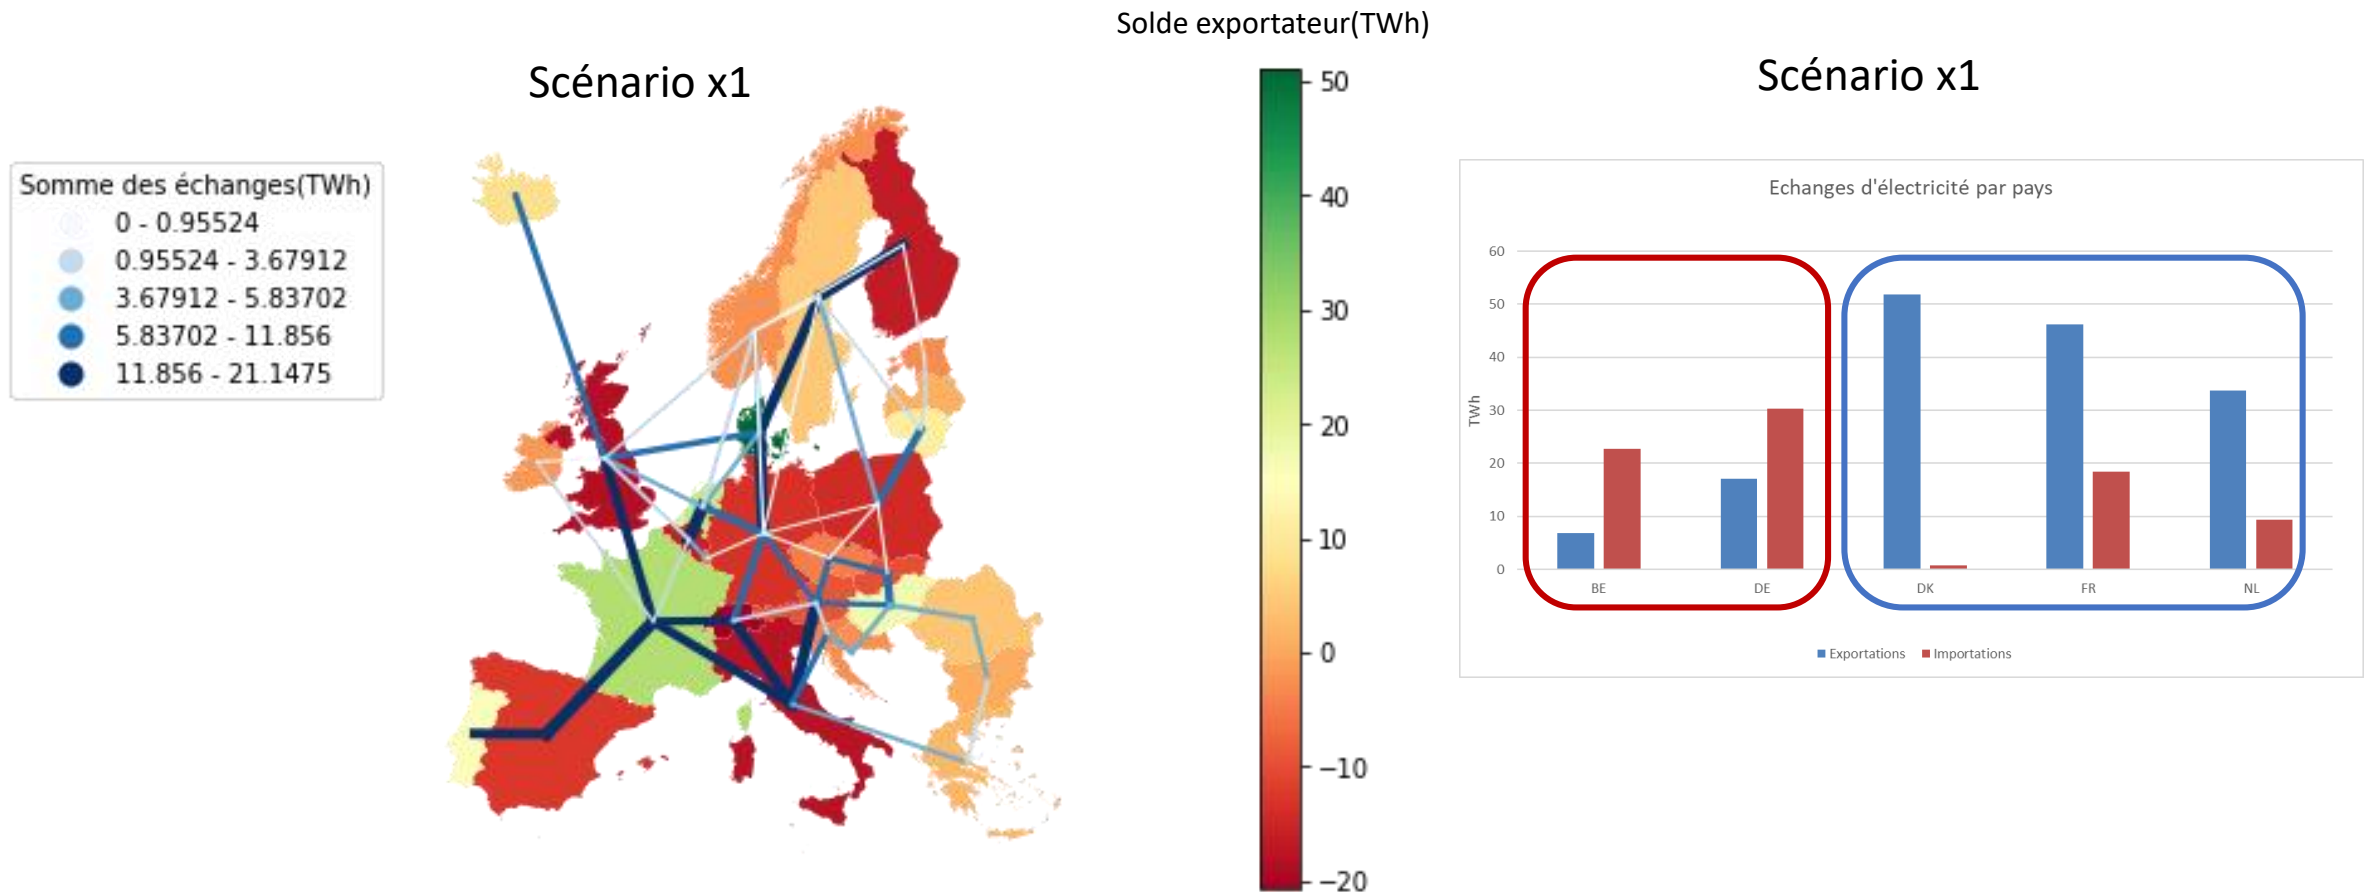 Solde exportateur(TWh)
Scénario x1
Somme des échanges(TWh)
0 - 0.95524
0.95524 - 3.67912
3.67912 - 5.83702
5.83702 - 11.856
11.856 - 21.1475
50
40
30
20
10
0
−10
−20
Scénario x1
Echanges d'électricité par pays
TWh
60
50
40
30
20
10
0
BE DE DK FR NL
Exportations Importations